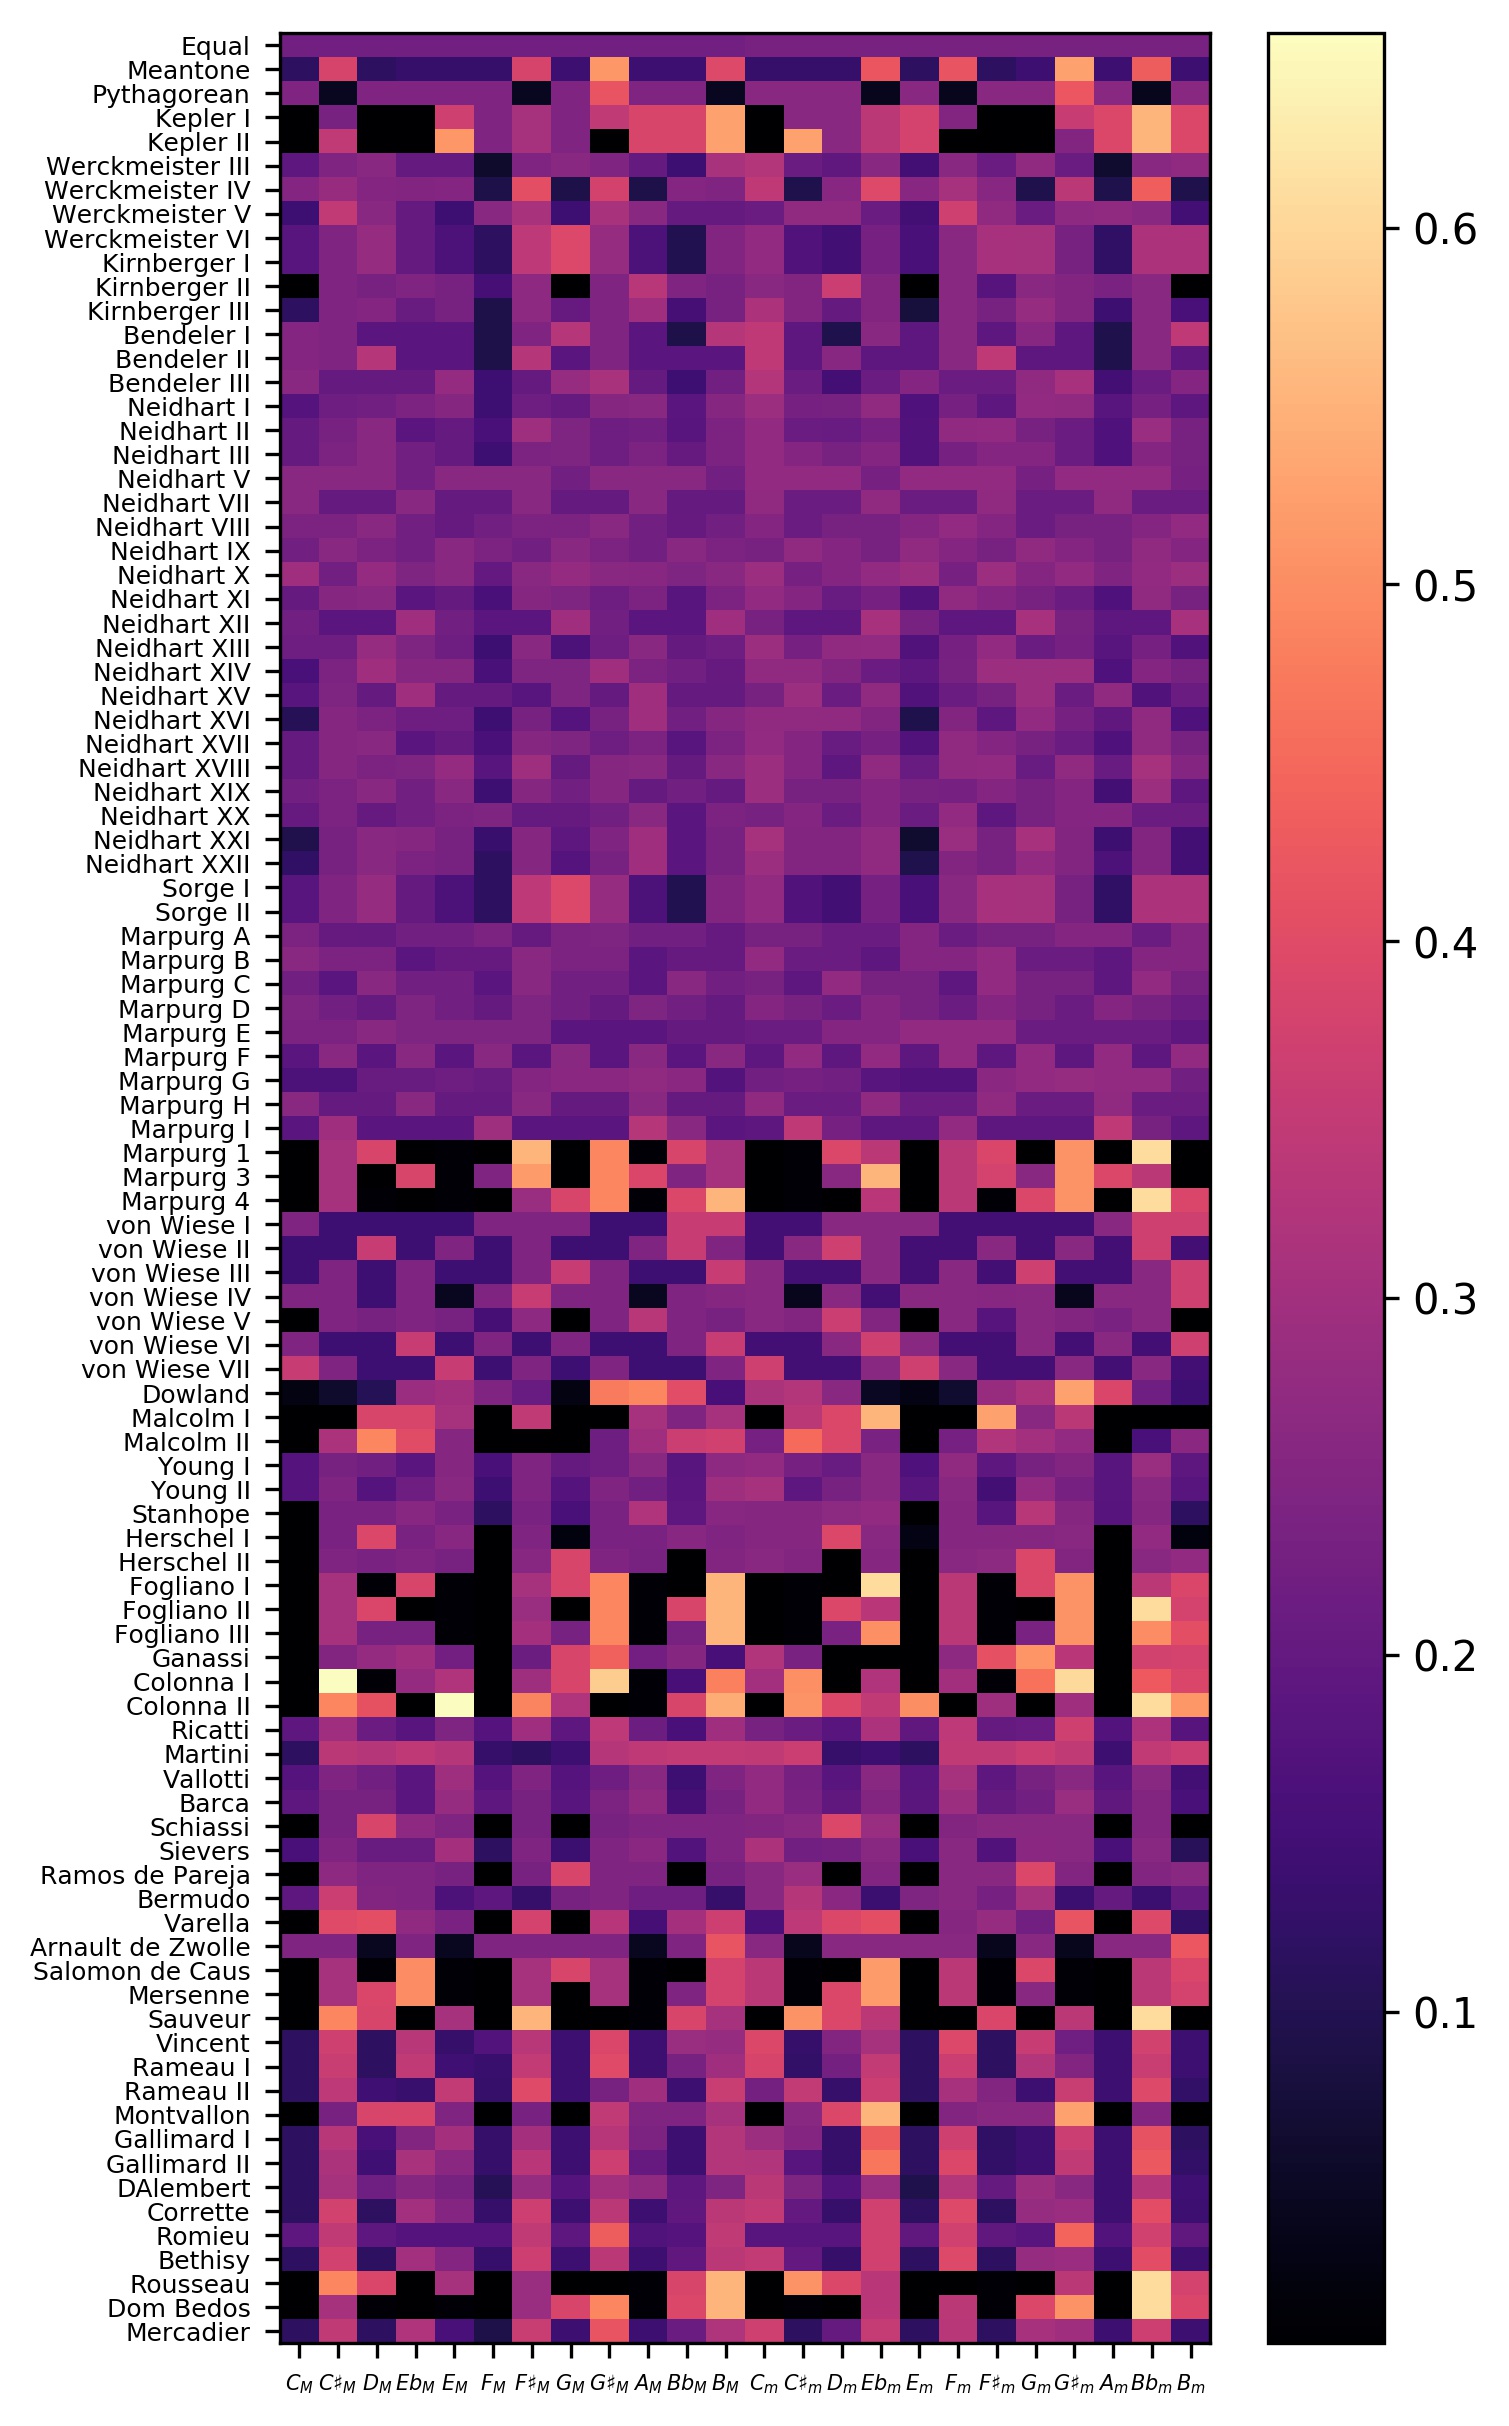 Equal
Meantone
Pythagorean
Kepler I
Kepler II
Werckmeister III
Werckmeister IV
Werckmeister V
Werckmeister VI
Kirnberger I
Kirnberger II
Kirnberger III
Bendeler I
Bendeler II
Bendeler III
Neidhart I
Neidhart II
Neidhart III
Neidhart V
Neidhart VII
Neidhart VIII
Neidhart IX
Neidhart X
Neidhart XI
Neidhart XII
Neidhart XIII
Neidhart XIV
Neidhart XV
Neidhart XVI
Neidhart XVII
Neidhart XVIII
Neidhart XIX
Neidhart XX
Neidhart XXI
Neidhart XXII
Sorge I
Sorge II
Marpurg A
Marpurg B
Marpurg C
Marpurg D
Marpurg E
Marpurg F
Marpurg G
Marpurg H
Marpurg I
Marpurg 1
Marpurg 3
Marpurg 4
von Wiese I
von Wiese II
von Wiese III
von Wiese IV
von Wiese V
von Wiese VI
von Wiese VII
Dowland
Malcolm I
Malcolm II
Young I
Young II
Stanhope
Herschel I
Herschel II
Fogliano I
Fogliano II
Fogliano III
Ganassi
Colonna I
Colonna II
Ricatti
Martini
Vallotti
Barca
Schiassi
Sievers
Ramos de Pareja
Bermudo
Varella
Arnault de Zwolle
Salomon de Caus
Mersenne
Sauveur
Vincent
Rameau I
Rameau II
Montvallon
Gallimard I
Gallimard II
DAlembert
Corrette
Romieu
Bethisy
Rousseau
Dom Bedos
Mercadier
C_M C♯_M D_M Eb_M E_M F_M F♯_M G_M G♯_M A_M Bb_M B_M C_m C♯_m D_m Eb_m E_m F_m F♯_m G_m G♯_m A_m Bb_m B_m
0.6
0.5
0.4
0.3
0.2
0.1